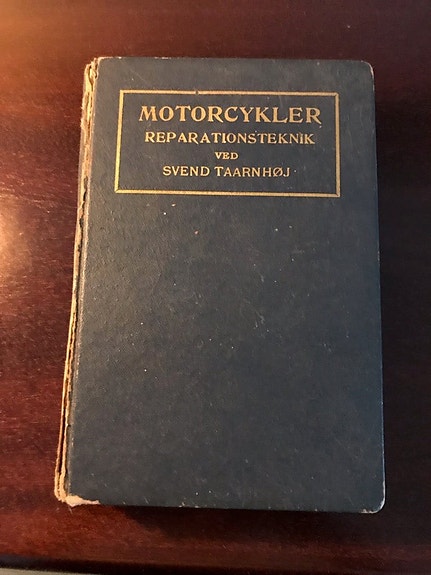 MOTORCYKLER
REPARATIONSTEKNIK
VED
SVEND TAARNHØJ